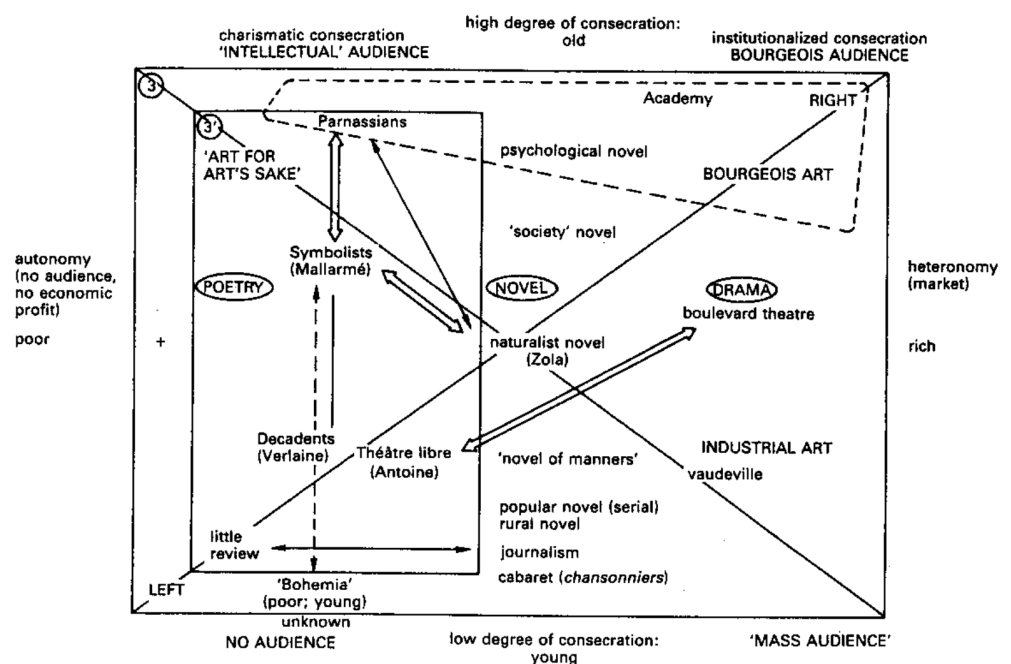 high degree of consecration:
old
charismatic consecration
'INTELLECTUAL' AUDIENCE
institutionalized consecration
BOURGEOIS AUDIENCE
3
Academy
RIGHT
3'
Parnassians
'ART FOR
ART'S SAKE'
psychological novel
BOURGEOIS ART
'society' novel
autonomy
(no audience,
no economic
profit)
poor
+
Symbolists
(Mallarmé)
POETRY
NOVEL
DRAMA
boulevard theatre
heteronomy
(market)
rich
naturalist novel
(Zola)
Decadents
(Verlaine)
Théâtre libre
(Antoine)
'novel of manners'
INDUSTRIAL ART
vaudeville
popular novel (serial)
rural novel
little
review
journalism
cabaret (chansonniers)
LEFT
'Bohemia'
(poor; young)
unknown
NO AUDIENCE
low degree of consecration:
young
'MASS AUDIENCE'